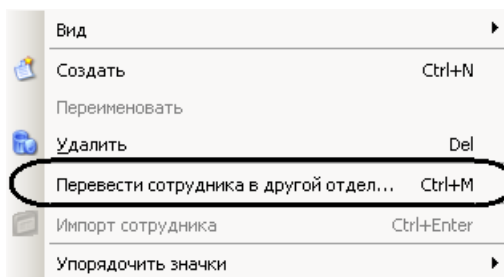 Вид
Создать Ctrl+N
Переименовать
Удалить Del
Перевести сотрудника в другой отдел... Ctrl+M
Импорт сотрудника Ctrl+Enter
Упорядочить значки